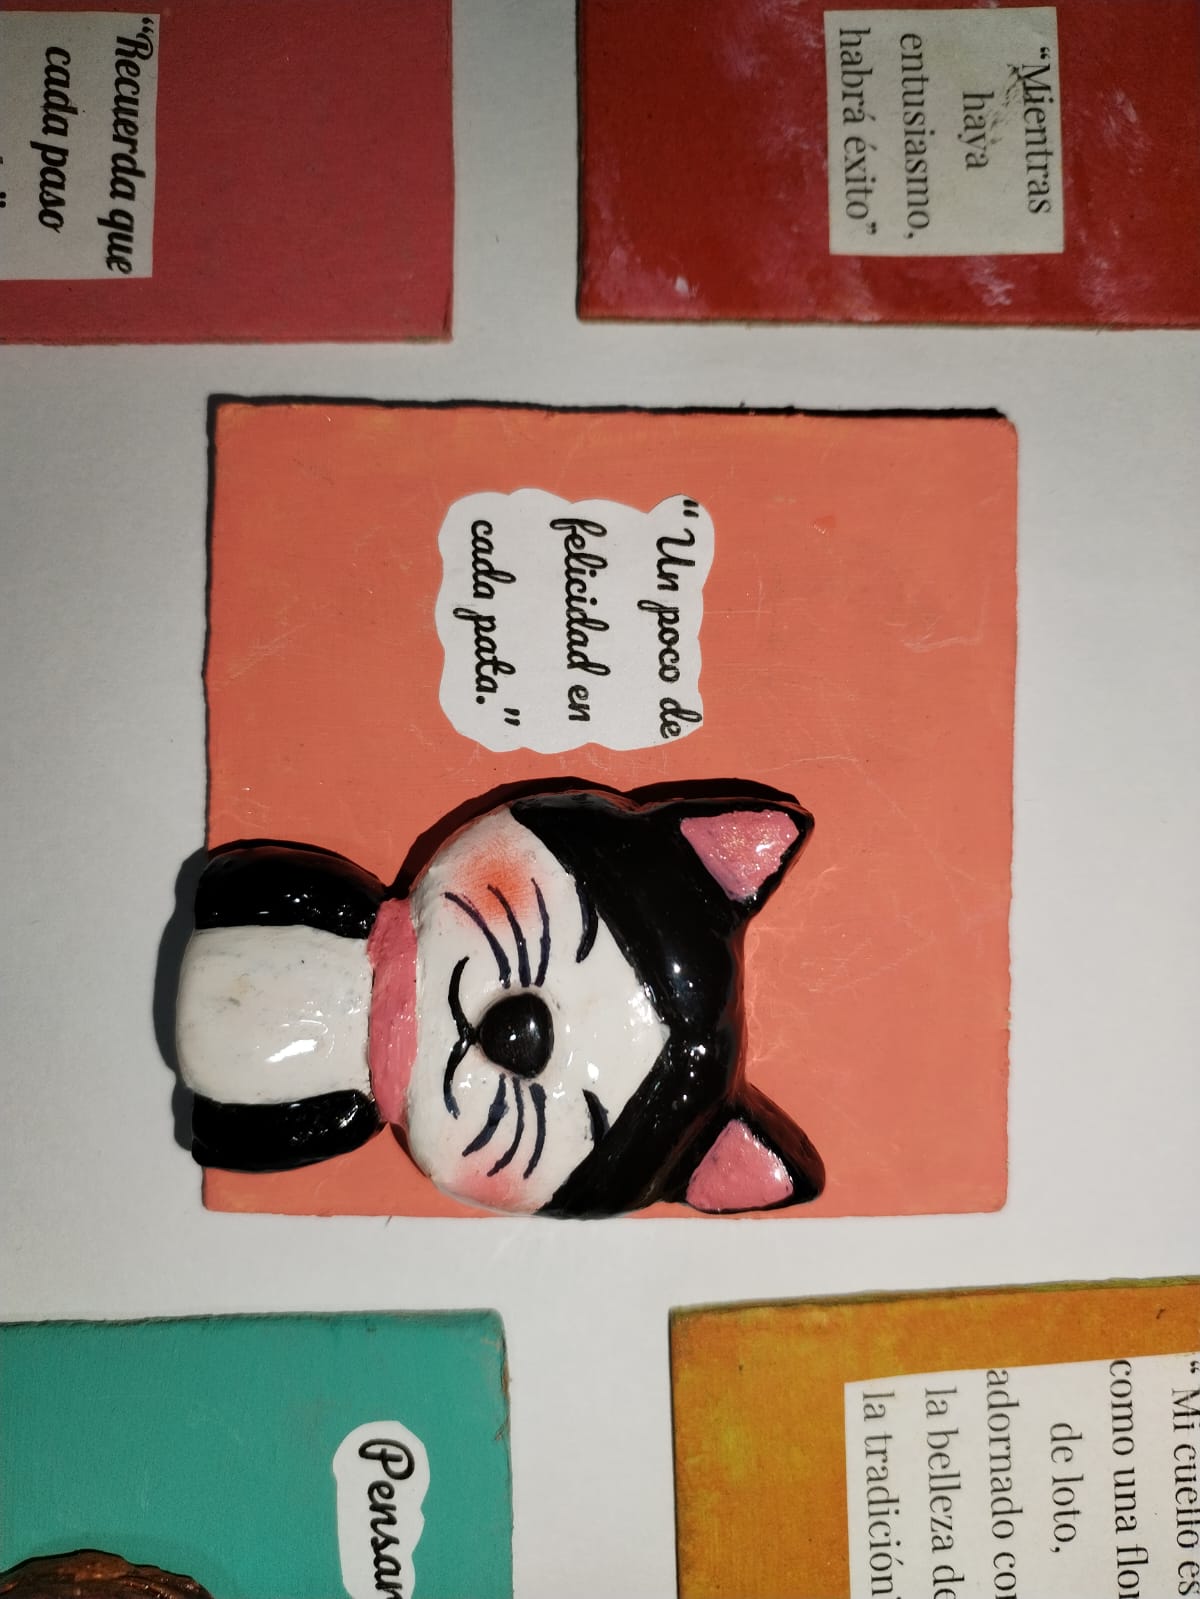 “Mientras
haya
entusiasmo,
habrá éxito”
“Recuerda que
cada paso
“Un poco de
felicidad en
cada pata.”
“Mi cuello es
como una flor
de loto,
adornado con
la belleza de
la tradición”
Pensar